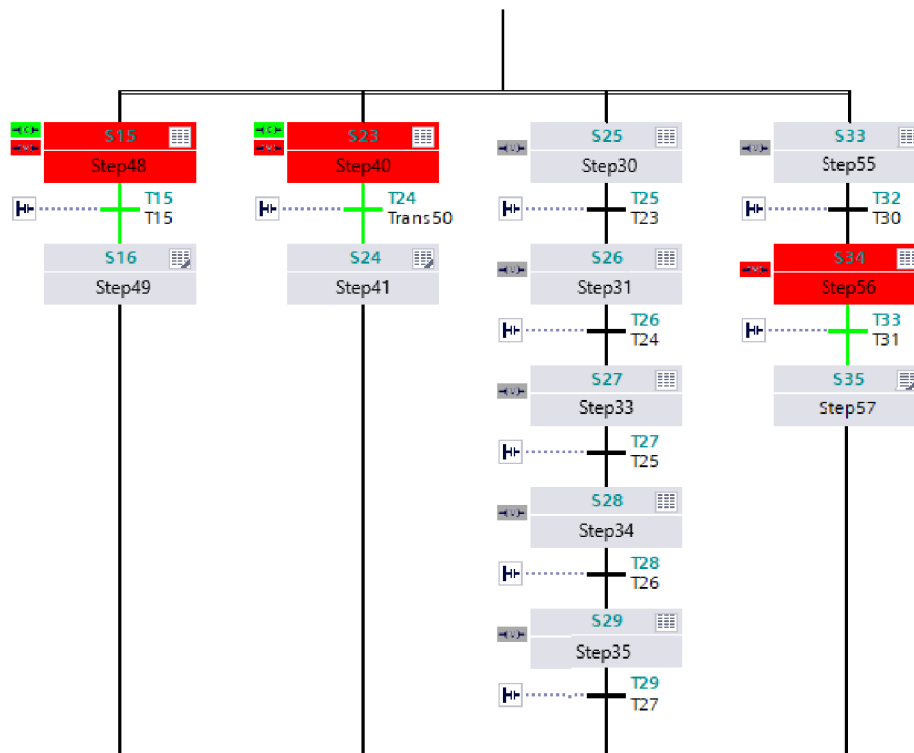 S15
Step48
T15
T15
S16
Step49
S23
Step40
T24
Trans50
S24
Step41
S25
Step30
T25
T23
S26
Step31
T26
T24
S27
Step33
T27
T25
S28
Step34
T28
T26
S29
Step35
T29
T27
S33
Step55
T32
T30
S34
Step56
T33
T31
S35
Step57